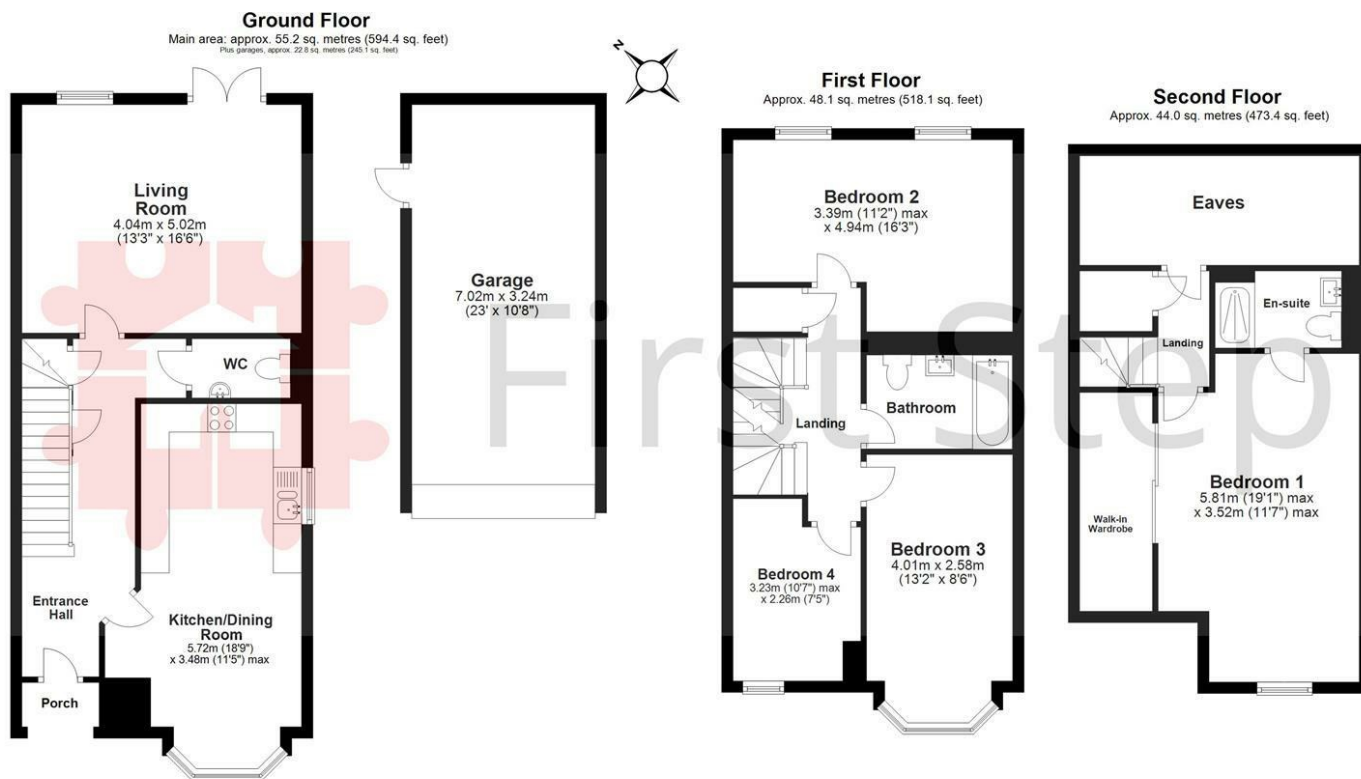 Ground Floor
Main area: approx. 55.2 sq. metres (594.4 sq. feet)
Plus garages, approx. 22.8 sq. metres (245.1 sq. feet)
N
Living
Room
4.04m x 5.02m
(13'3" x 16'6")
WC
Entrance
Hall
Kitchen/Dining
Room
5.72m (18'9")
x 3.48m (11'5") max
Porch
Garage
7.02m x 3.24m
(23' x 10'8")
First Floor
Approx. 48.1 sq. metres (518.1 sq. feet)
Bedroom 2
3.39m (11'2") max
x 4.94m (16'3")
Bathroom
Landing
Bedroom 3
4.01m x 2.58m
(13'2" x 8'6")
Bedroom 4
3.23m (10'7") max
x 2.26m (7'5")
Second Floor
Approx. 44.0 sq. metres (473.4 sq. feet)
Eaves
En-suite
Landing
Bedroom 1
5.81m (19'1") max
x 3.52m (11'7") max
Walk-in
Wardrobe
First Step